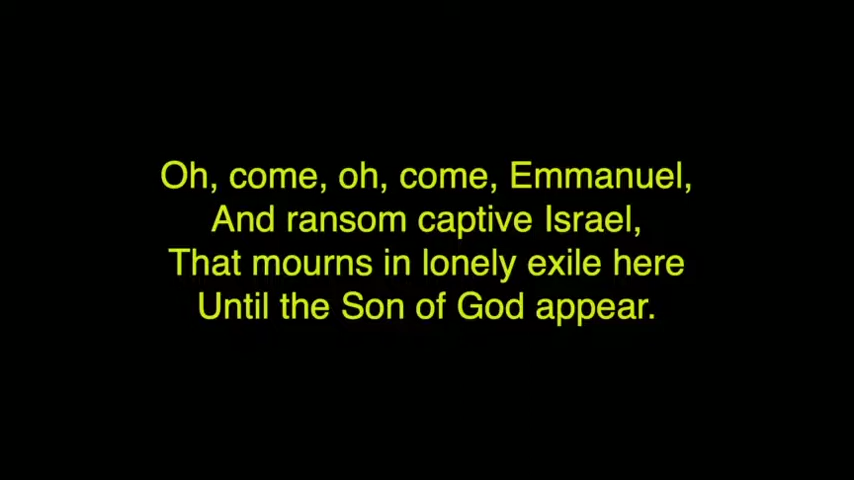 Oh, come, oh, come, Emmanuel,
And ransom captive Israel,
That mourns in lonely exile here
Until the Son of God appear.